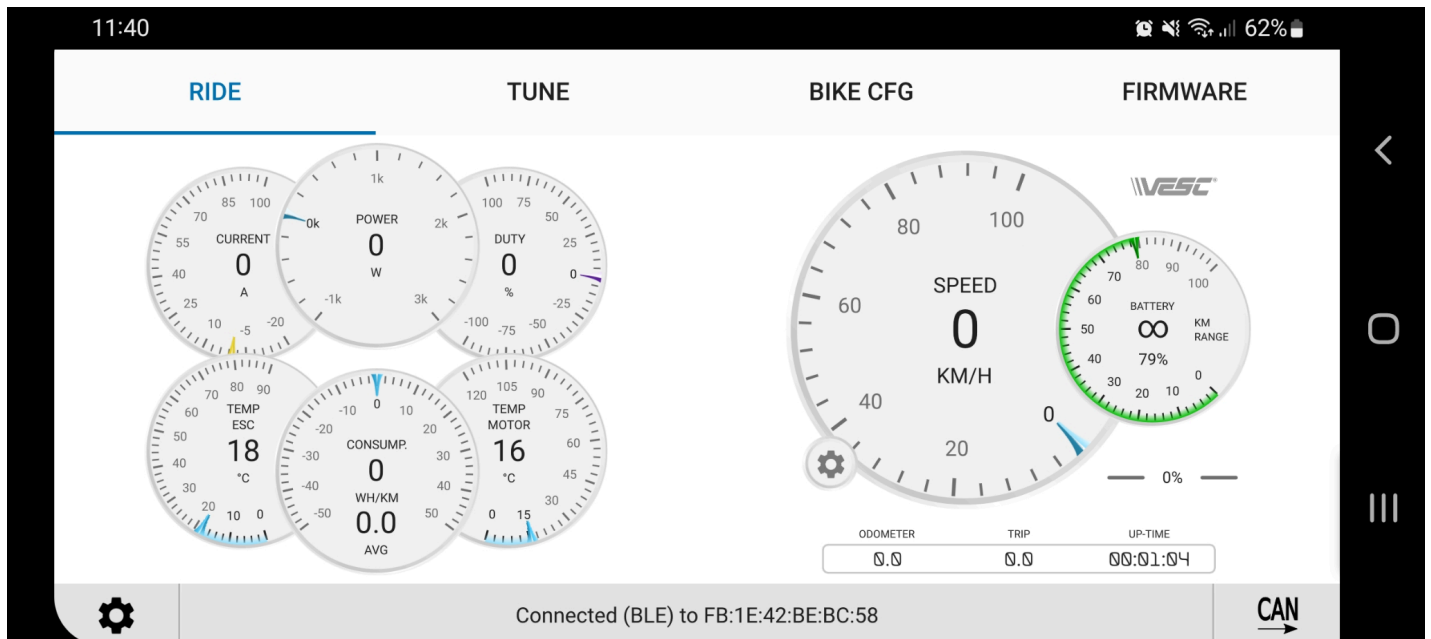 11:40
62%
RIDE TUNE BIKE CFG FIRMWARE
CURRENT
0
A
-20 -5 10 25 40 55 70 85 100
POWER
0
W
-1k 0k 1k 2k 3k
DUTY
0
%
100 75 50 25 0 -25 -50 -75 -100
TEMP
ESC
18
°C
0 10 20 30 40 50 60 70 80 90
CONSUMP.
0
WH/KM
0.0
AVG
-50 -40 -30 -20 -10 0 10 20 30 40 50
TEMP
MOTOR
16
°C
0 15 30 45 60 75 90 105 120
SPEED
0
KM/H
0 20 40 60 80 100
VESC
BATTERY
∞
KM
RANGE
79%
0 10 20 30 40 50 60 70 80 90 100
0%
ODOMETER TRIP UP-TIME
0.0 0.0 00:01:04
Connected (BLE) to FB:1E:42:BE:BC:58
CAN